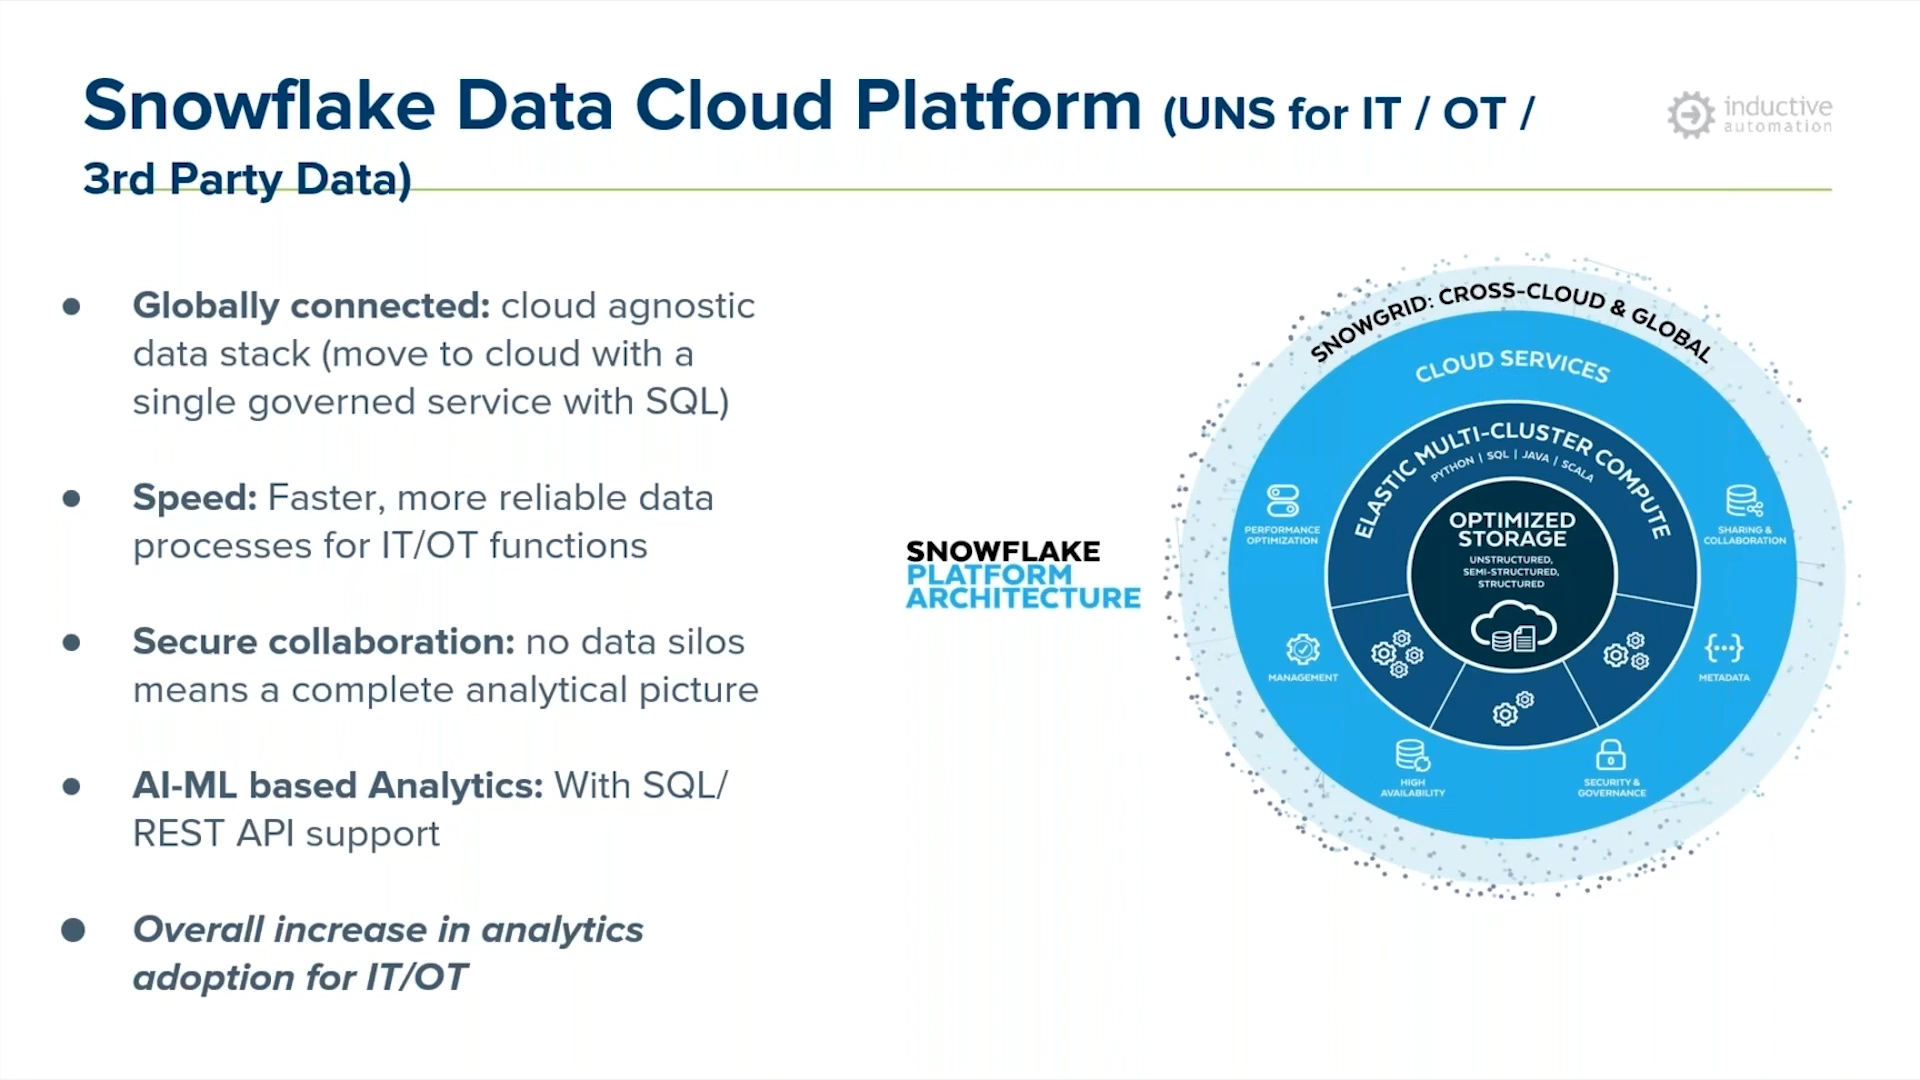 Snowflake Data Cloud Platform (UNS for IT / OT /
3rd Party Data)
inductive
automation
Globally connected: cloud agnostic
data stack (move to cloud with a
single governed service with SQL)
Speed: Faster, more reliable data
processes for IT/OT functions
Secure collaboration: no data silos
means a complete analytical picture
AI-ML based Analytics: With SQL/
REST API support
Overall increase in analytics
adoption for IT/OT
SNOWFLAKE
PLATFORM
ARCHITECTURE
SNOWGRID: CROSS-CLOUD & GLOBAL
CLOUD SERVICES
ELASTIC MULTI-CLUSTER COMPUTE
PYTHON | SQL | JAVA | SCALA
OPTIMIZED
STORAGE
UNSTRUCTURED,
SEMI-STRUCTURED,
STRUCTURED
PERFORMANCE
OPTIMIZATION
SHARING &
COLLABORATION
MANAGEMENT
METADATA
HIGH
AVAILABILITY
SECURITY &
GOVERNANCE